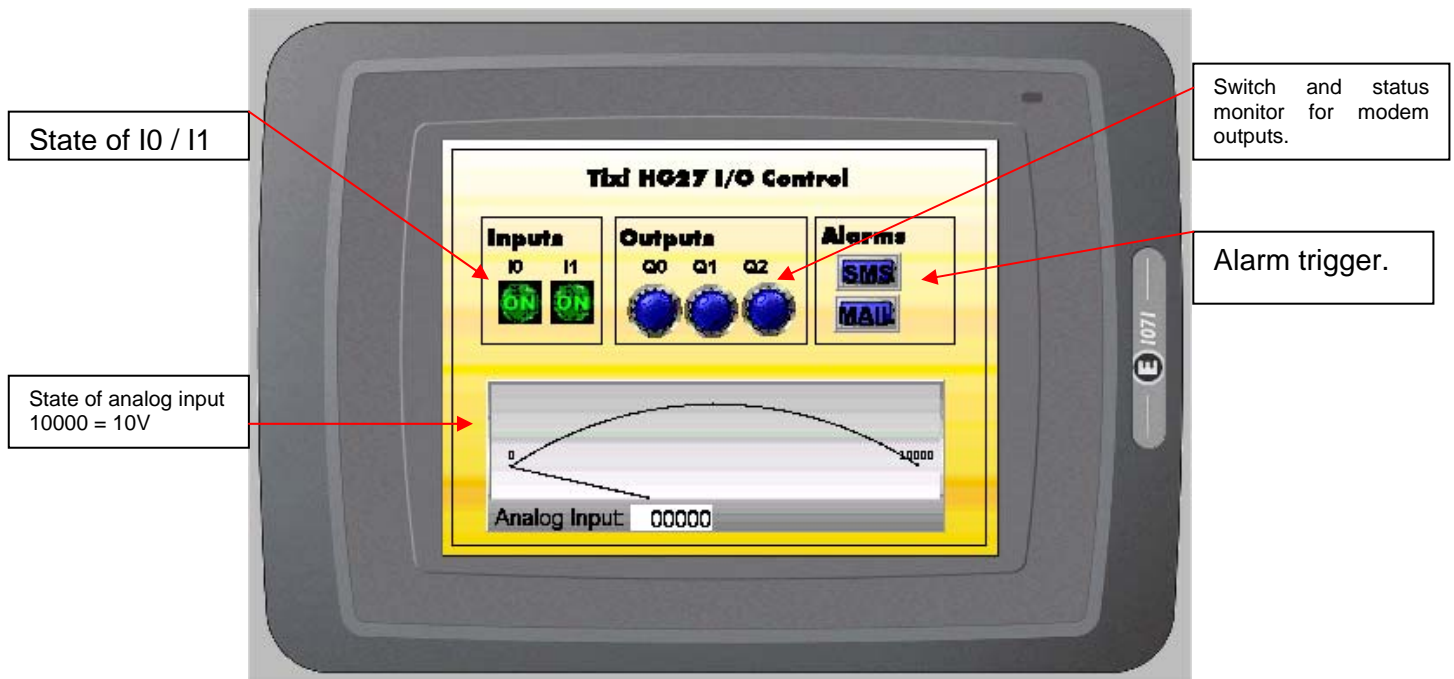 State of I0 / I1
Switch and status
monitor for modem
outputs.
Alarm trigger.
State of analog input
10000 = 10V
Tixi HG27 I/O Control
Inputs
I0 I1
ON ON
Outputs
Q0 Q1 Q2
Alarms
SMS
MAIL
0
10000
Analog Input: 00000
E1071